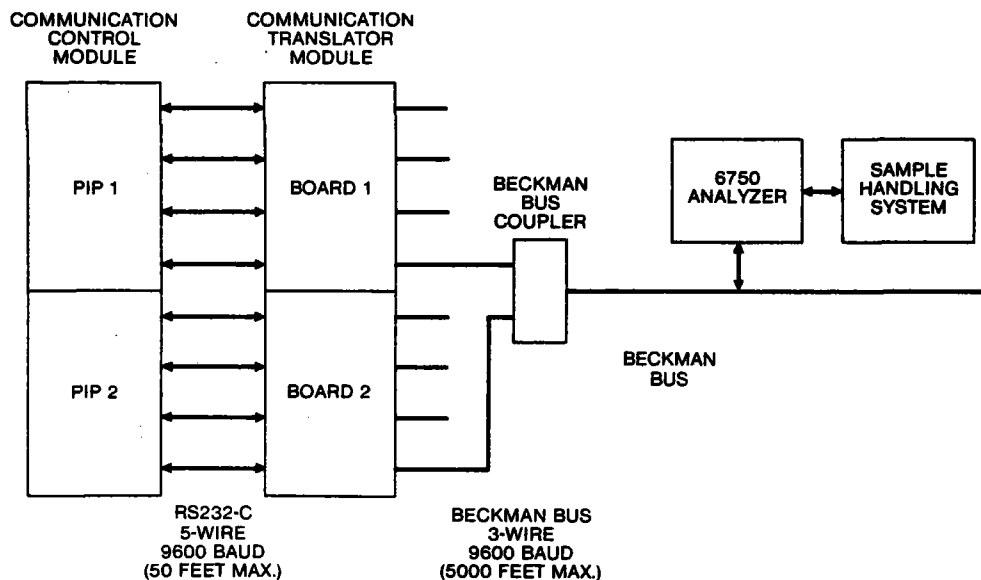 COMMUNICATION
CONTROL
MODULE
COMMUNICATION
TRANSLATOR
MODULE
PIP 1
BOARD 1
BECKMAN
BUS
COUPLER
6750
ANALYZER
SAMPLE
HANDLING
SYSTEM
PIP 2
BOARD 2
BECKMAN
BUS
RS232-C
5-WIRE
9600 BAUD
(50 FEET MAX.)
BECKMAN BUS
3-WIRE
9600 BAUD
(5000 FEET MAX.)